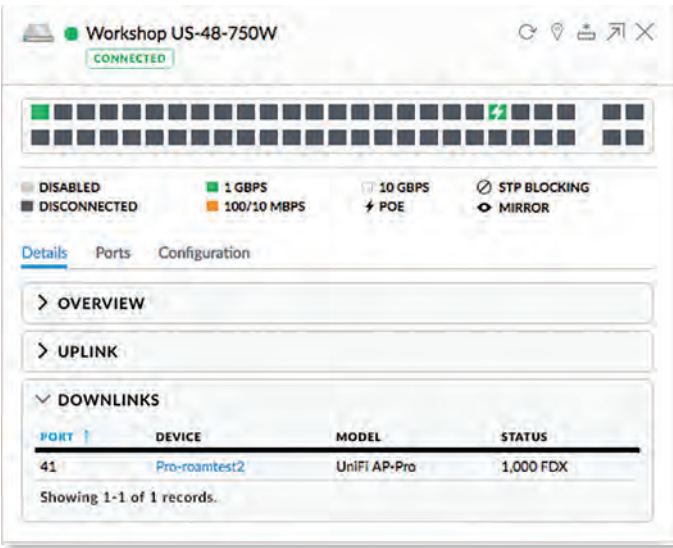 Workshop US-48-750W
CONNECTED
DISABLED 1 GBPS 10 GBPS STP BLOCKING
DISCONNECTED 100/10 MBPS POE MIRROR
Details Ports Configuration
OVERVIEW
UPLINK
DOWNLINKS
PORT DEVICE MODEL STATUS
41 Pro-roamtest2 UniFi AP-Pro 1,000 FDX
Showing 1-1 of 1 records.